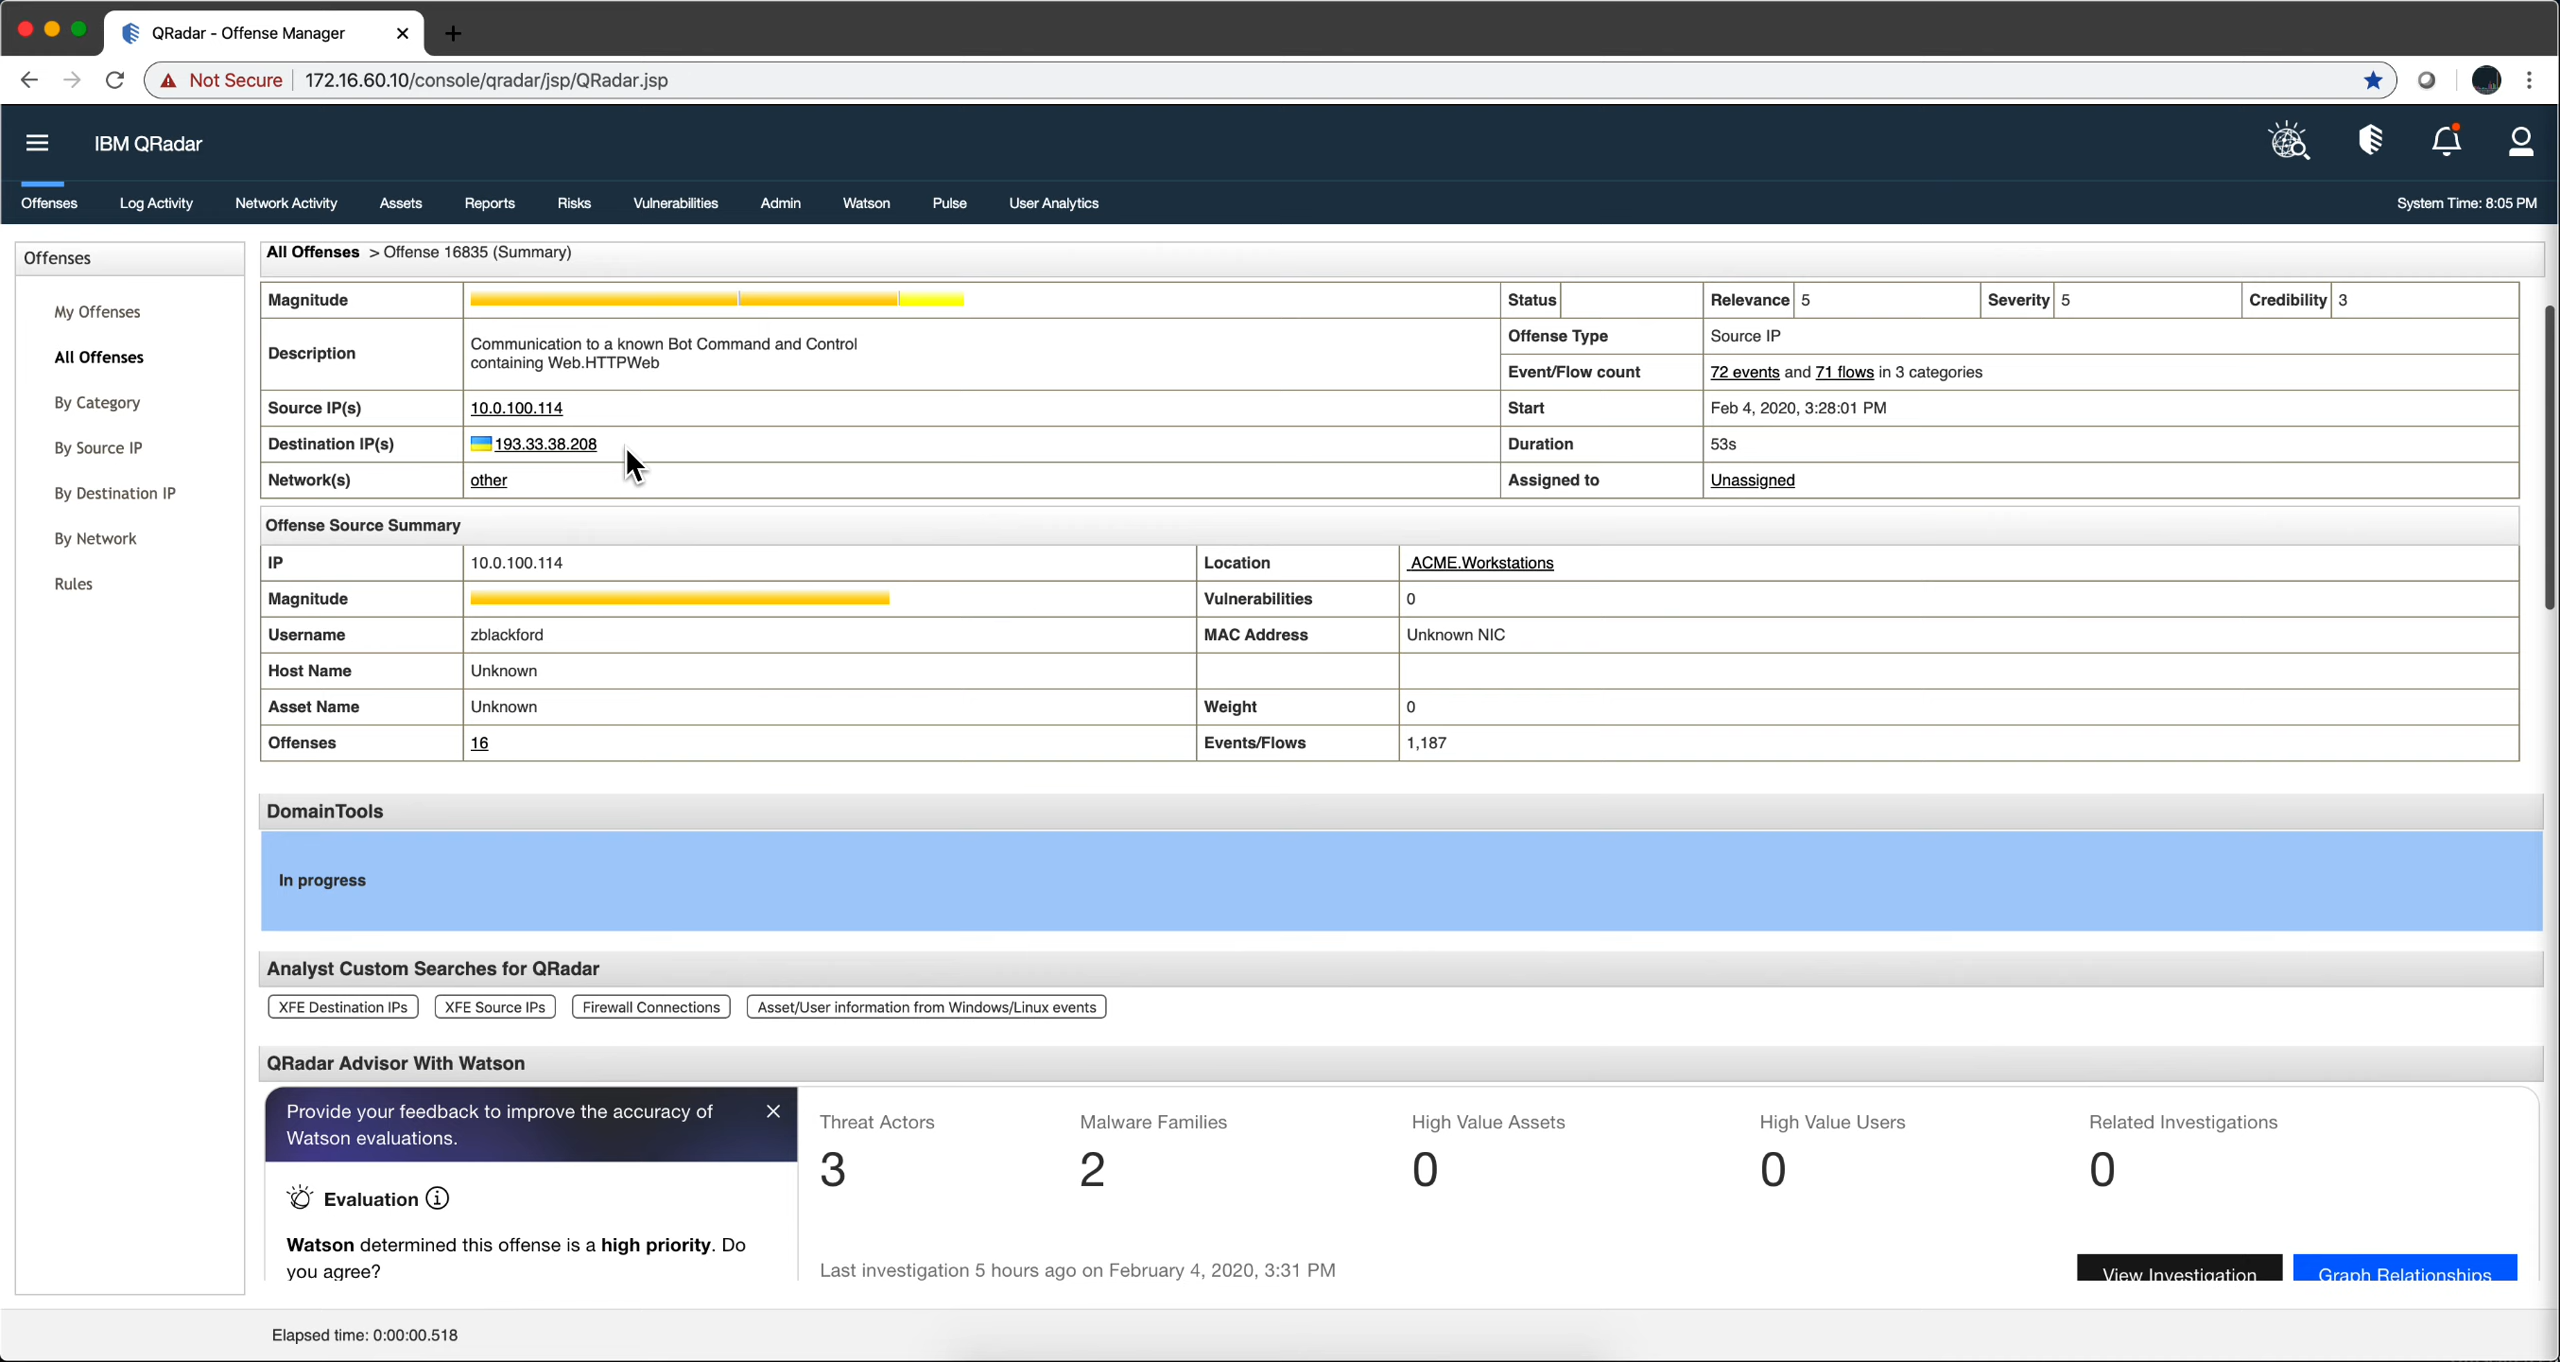 QRadar - Offense Manager
Not Secure 172.16.60.10/console/qradar/jsp/QRadar.jsp
IBM QRadar
Offenses Log Activity Network Activity Assets Reports Risks Vulnerabilities Admin Watson Pulse User Analytics System Time: 8:05 PM
Offenses
My Offenses
All Offenses
By Category
By Source IP
By Destination IP
By Network
Rules
All Offenses > Offense 16835 (Summary)
Magnitude Status Relevance 5 Severity 5 Credibility 3
Description Communication to a known Bot Command and Control
containing Web.HTTPWeb
Offense Type Source IP
Event/Flow count 72 events and 71 flows in 3 categories
Source IP(s) 10.0.100.114 Start Feb 4, 2020, 3:28:01 PM
Destination IP(s) 193.33.38.208 Duration 53s
Network(s) other Assigned to Unassigned
Offense Source Summary
IP 10.0.100.114 Location ACME.Workstations
Magnitude Vulnerabilities 0
Username zblackford MAC Address Unknown NIC
Host Name Unknown
Asset Name Unknown Weight 0
Offenses 16 Events/Flows 1,187
DomainTools
In progress
Analyst Custom Searches for QRadar
XFE Destination IPs XFE Source IPs Firewall Connections Asset/User information from Windows/Linux events
QRadar Advisor With Watson
Provide your feedback to improve the accuracy of
Watson evaluations.
Evaluation
Watson determined this offense is a high priority. Do
you agree?
Threat Actors Malware Families High Value Assets High Value Users Related Investigations
3 2 0 0 0
Last investigation 5 hours ago on February 4, 2020, 3:31 PM
View Investigation Graph Relationships
Elapsed time: 0:00:00.518